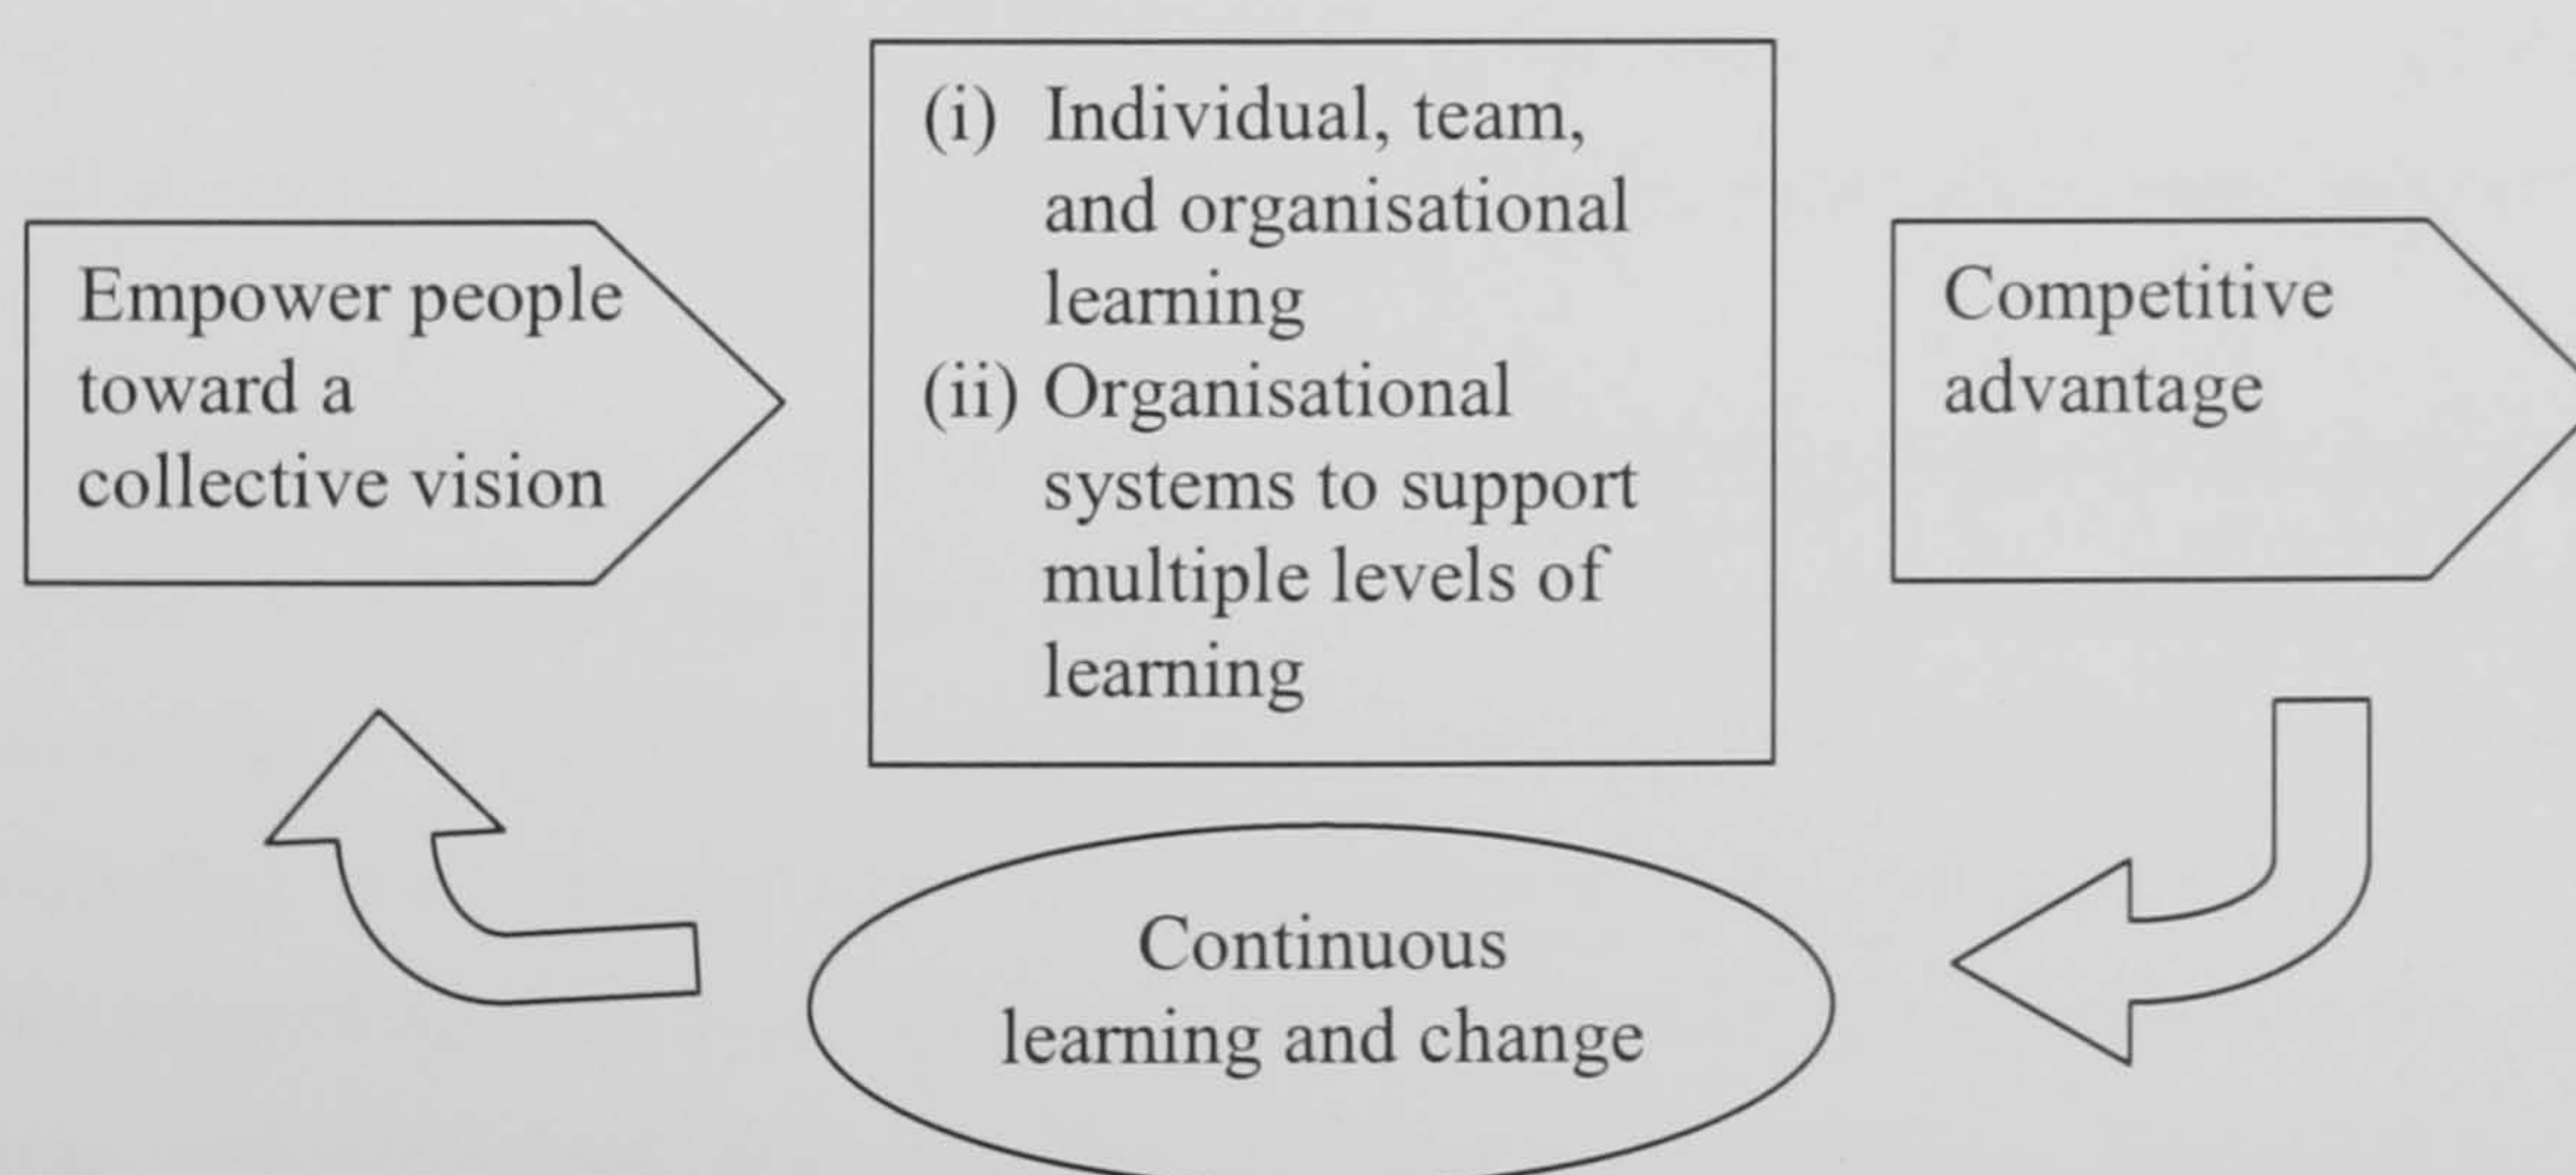 Empower people
toward a
collective vision
(i) Individual, team,
and organisational
learning
(ii) Organisational
systems to support
multiple levels of
learning
Competitive
advantage
Continuous
learning and change